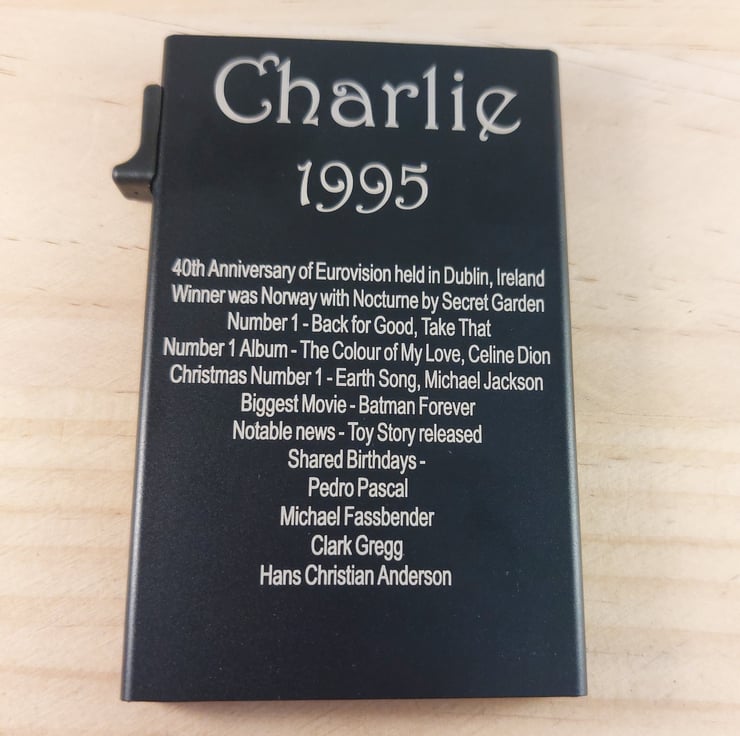 Charlie
1995
40th Anniversary of Eurovision held in Dublin, Ireland
Winner was Norway with Nocturne by Secret Garden
Number 1 - Back for Good, Take That
Number 1 Album - The Colour of My Love, Celine Dion
Christmas Number 1 - Earth Song, Michael Jackson
Biggest Movie - Batman Forever
Notable news - Toy Story released
Shared Birthdays -
Pedro Pascal
Michael Fassbender
Clark Gregg
Hans Christian Anderson